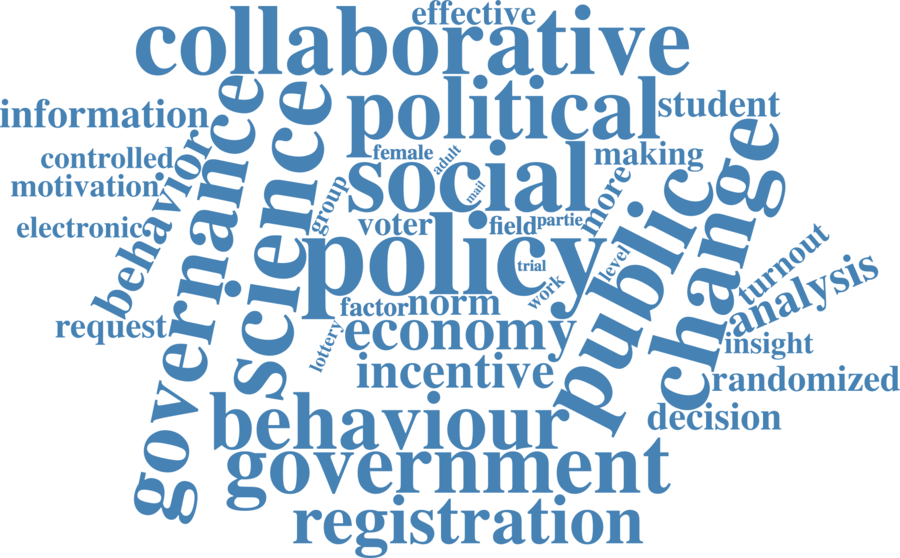 effective
collaborative
information
political
student
governance
science
controlled
behavior
female
adult
social
making
change
motivation
group
mail
more
public
electronic
voter
field
partie
policy
trial
level
work
turnout
analysis
request
factor
norm
lottery
economy
insight
incentive
randomized
behaviour
decision
government
registration